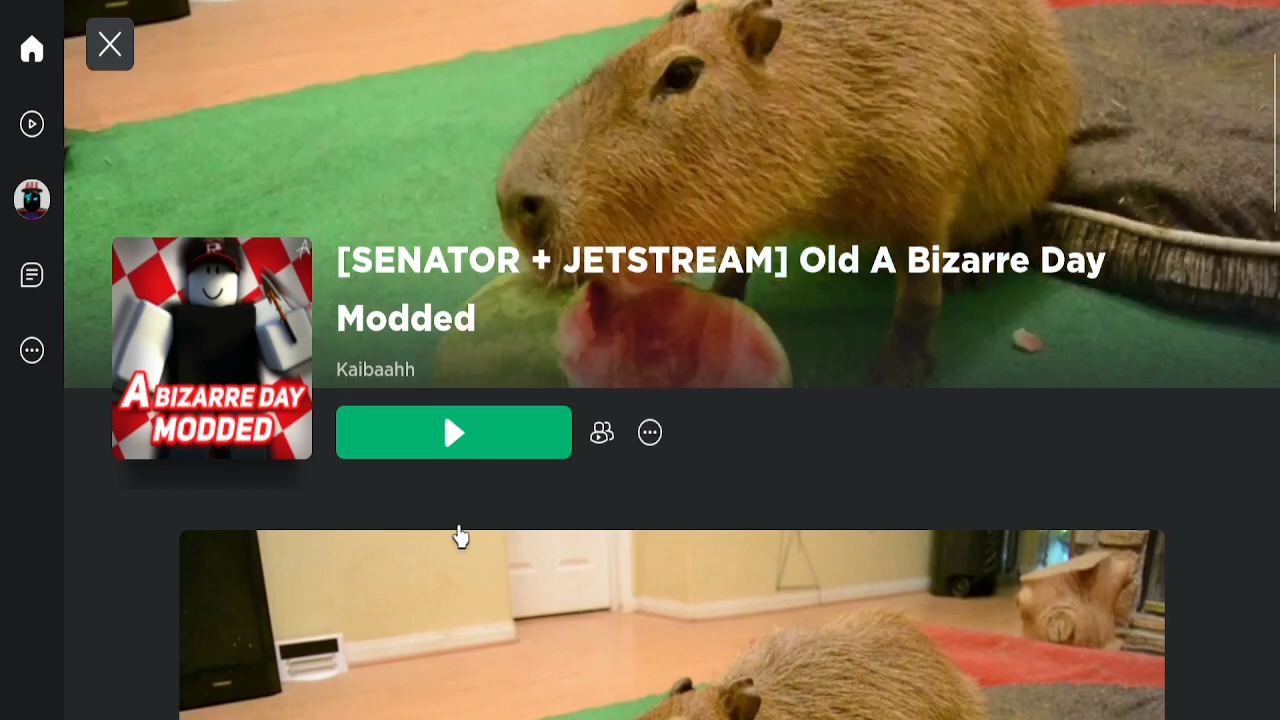 [SENATOR + JETSTREAM] Old A Bizarre Day
Modded
Kaibaahh
A BIZARRE DAY
MODDED